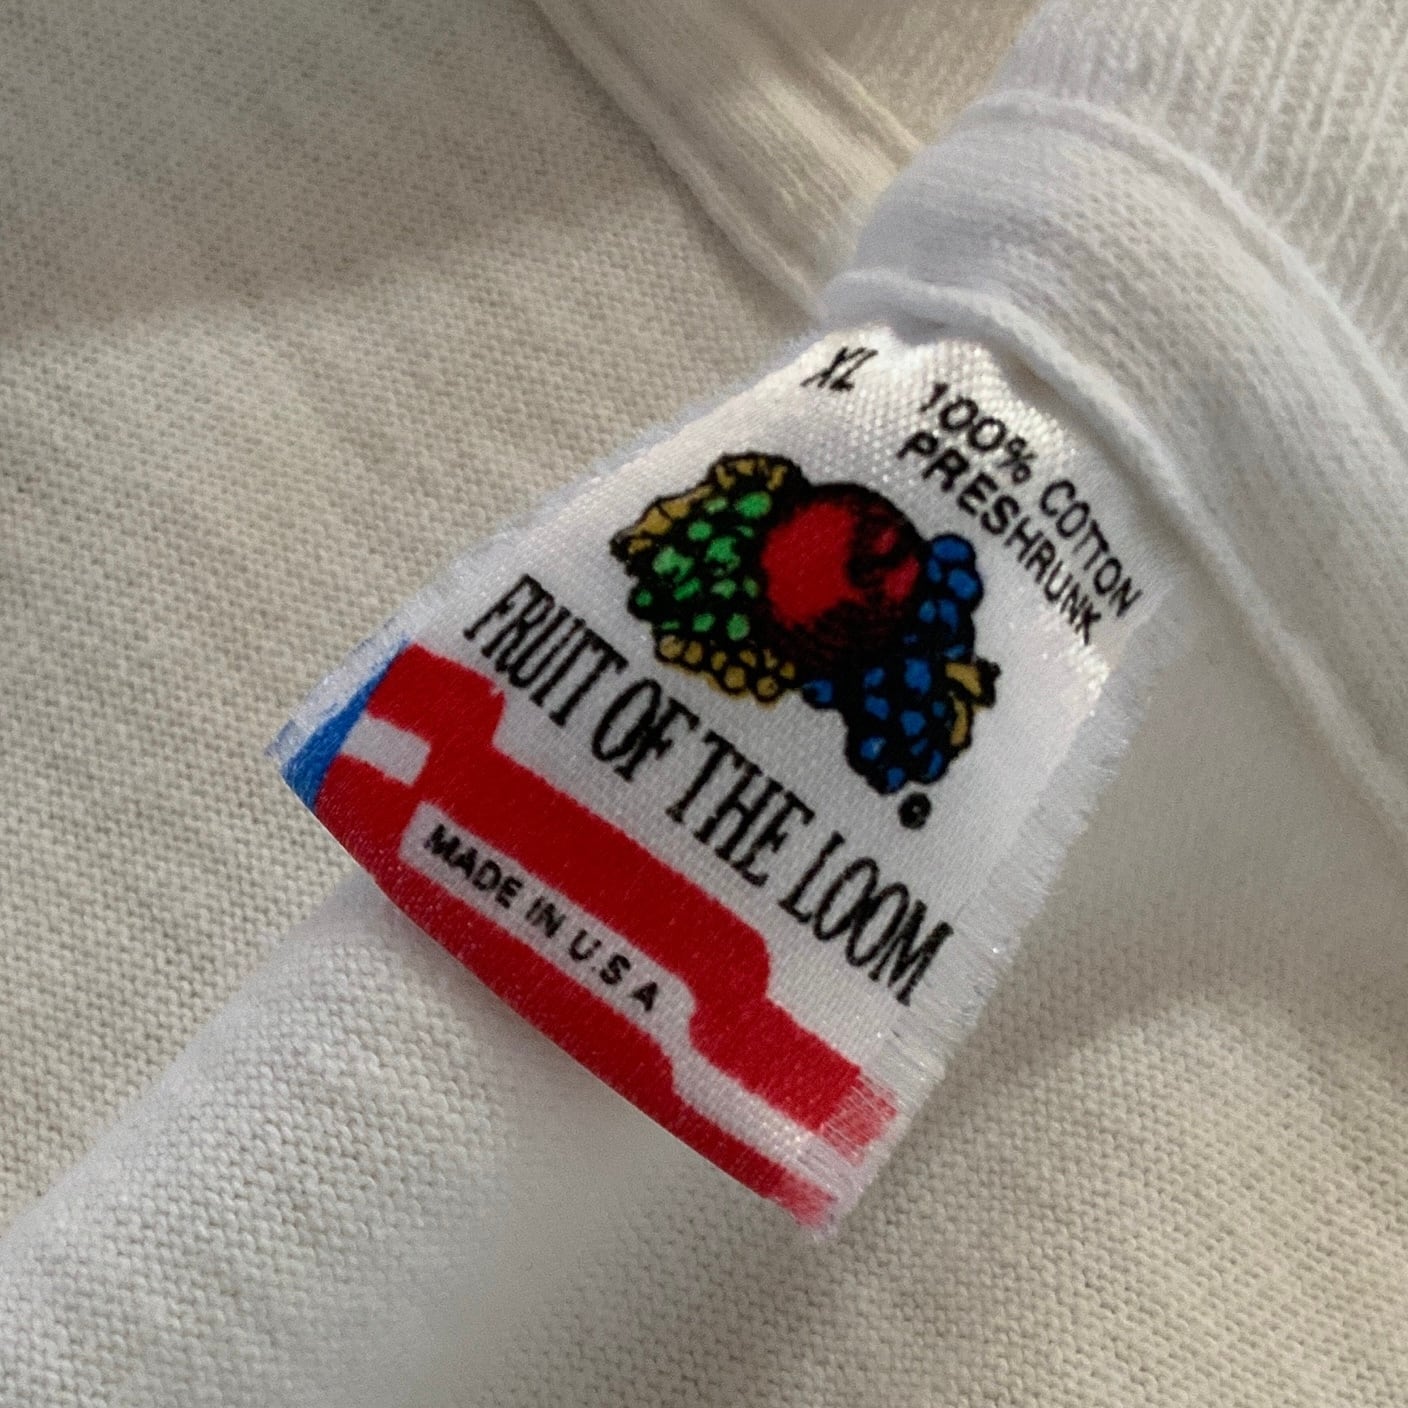 XL
100% COTTON
PRESHRUNK
FRUIT OF THE LOOM
MADE IN U.S.A